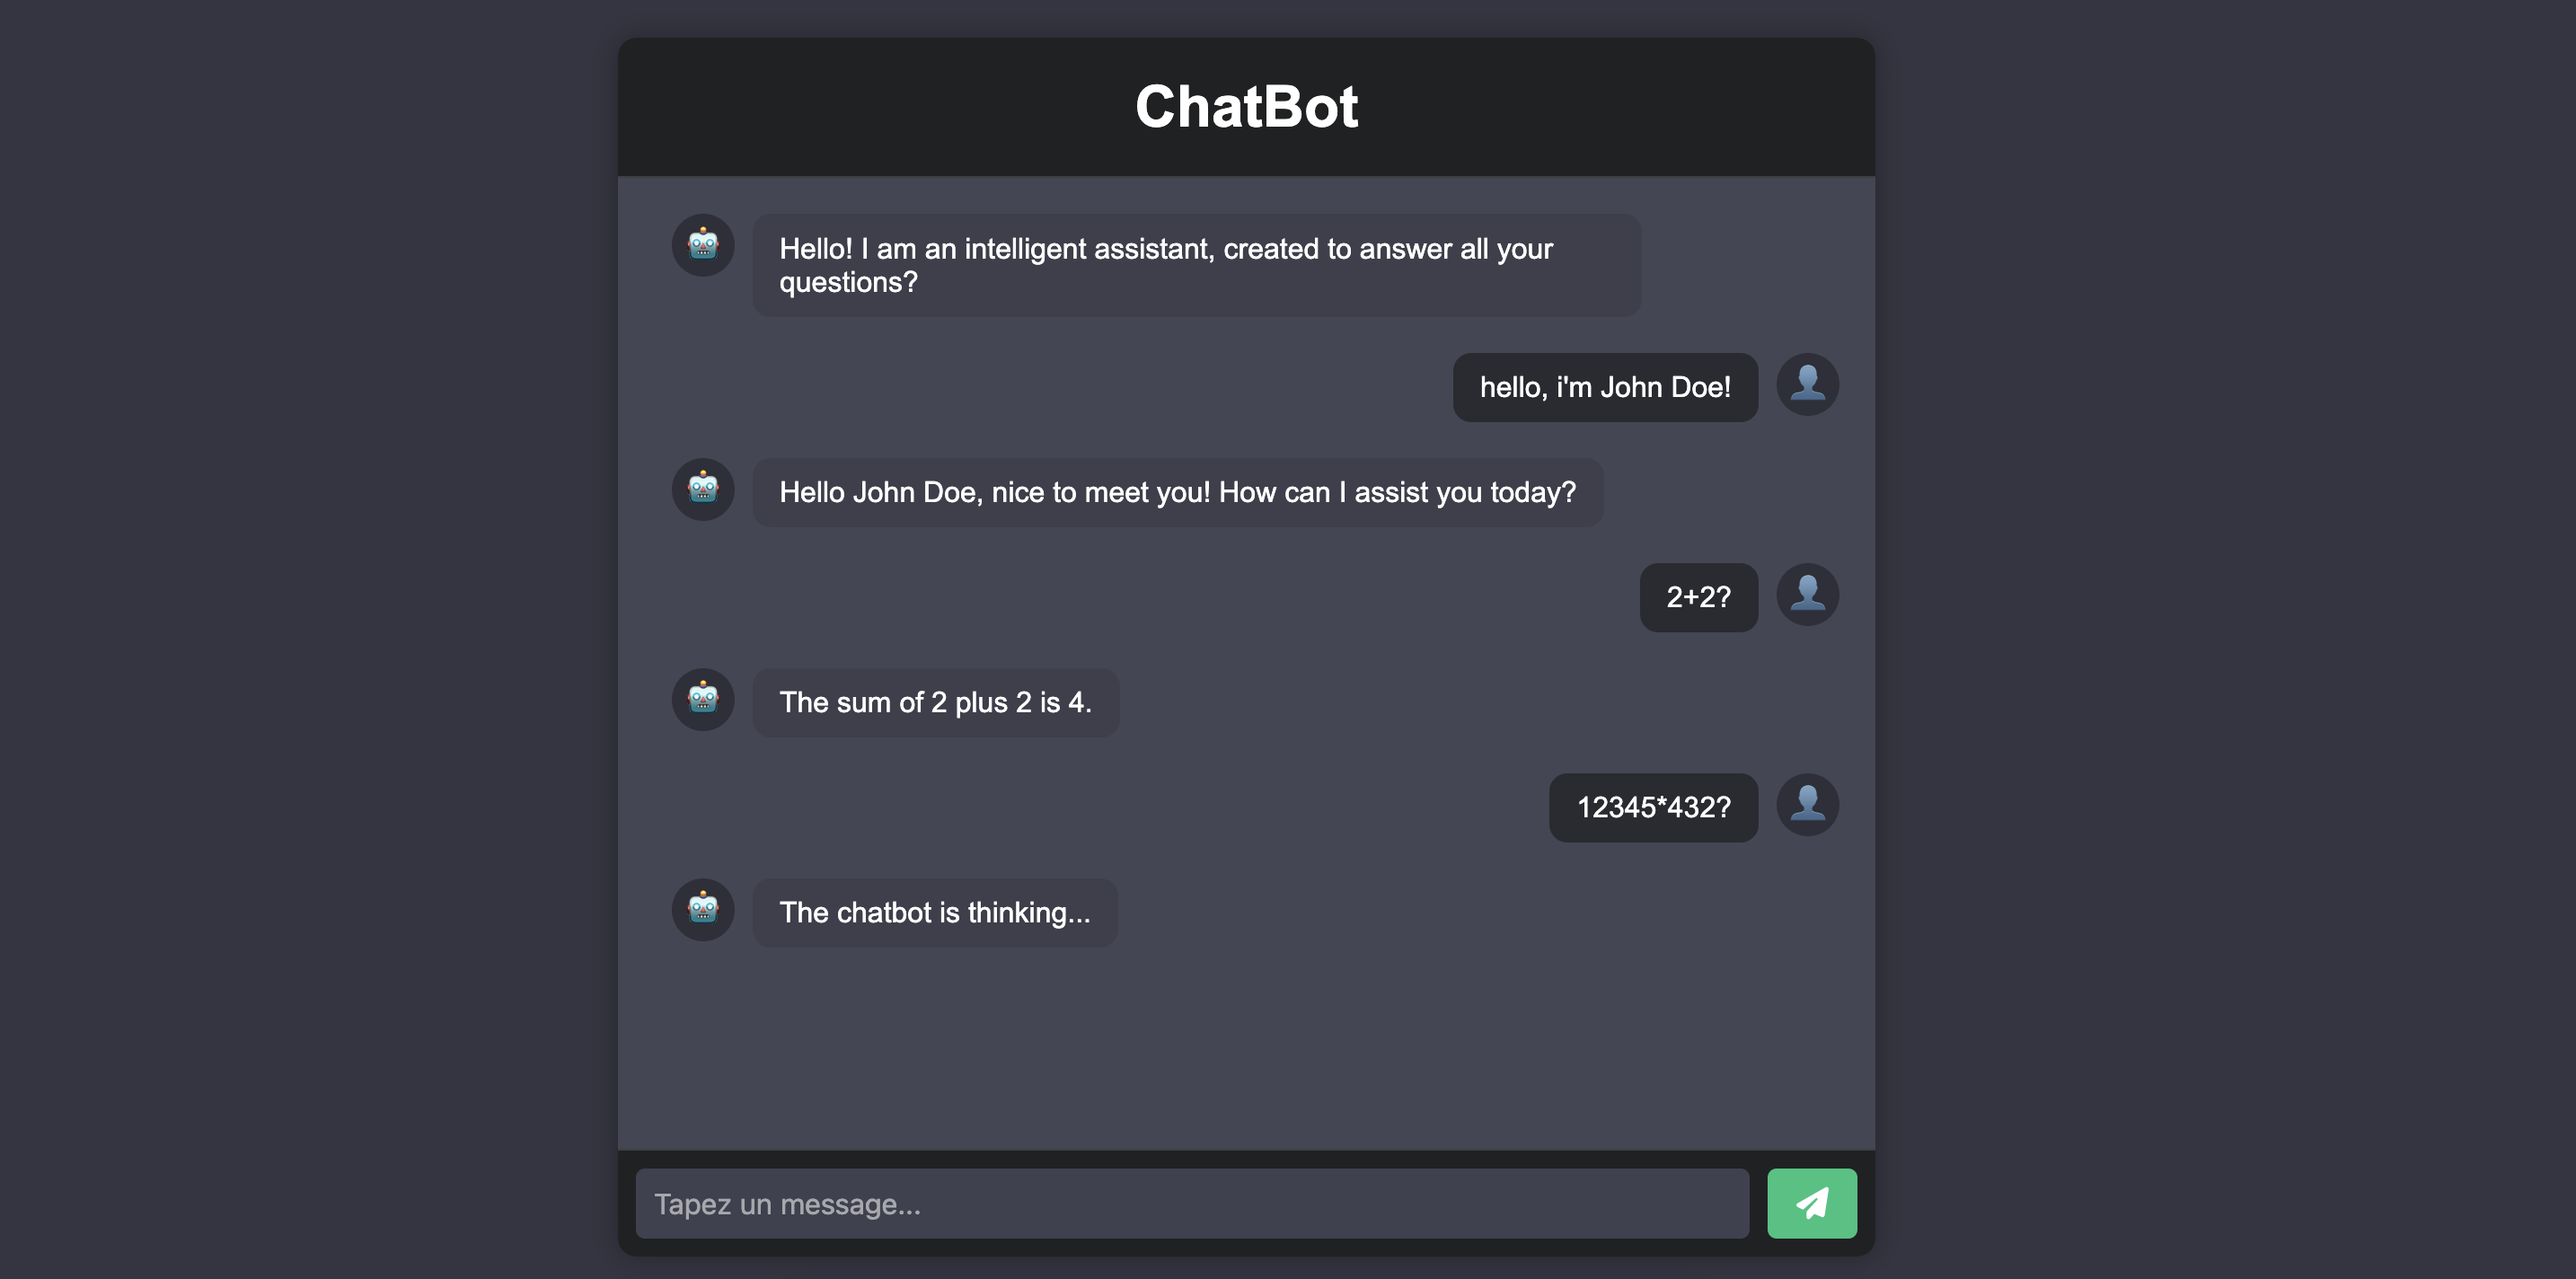 ChatBot
Hello! I am an intelligent assistant, created to answer all your
questions?
hello, i'm John Doe!
Hello John Doe, nice to meet you! How can I assist you today?
2+2?
The sum of 2 plus 2 is 4.
12345*432?
The chatbot is thinking...
Tapez un message...